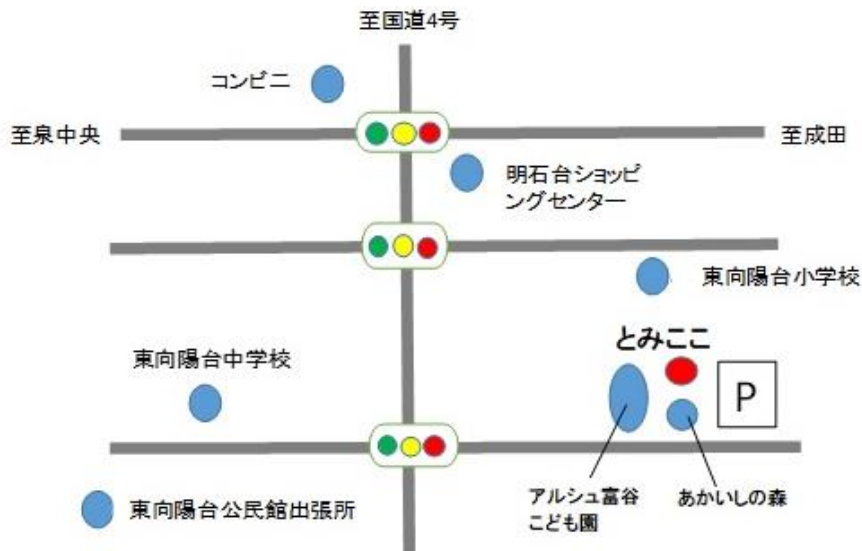 至国道4号
コンビニ
至泉中央
至成田
明石台ショッピ
ングセンター
東向陽台小学校
とみここ
東向陽台中学校
P
アルシュ富谷
こども園
あかいしの森
東向陽台公民館出張所